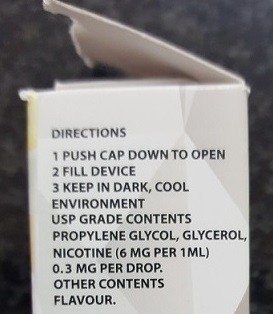 DIRECTIONS
1 PUSH CAP DOWN TO OPEN
2 FILL DEVICE
3 KEEP IN DARK, COOL
ENVIRONMENT
USP GRADE CONTENTS
PROPYLENE GLYCOL, GLYCEROL,
NICOTINE (6 MG PER 1ML)
0.3 MG PER DROP.
OTHER CONTENTS
FLAVOUR.